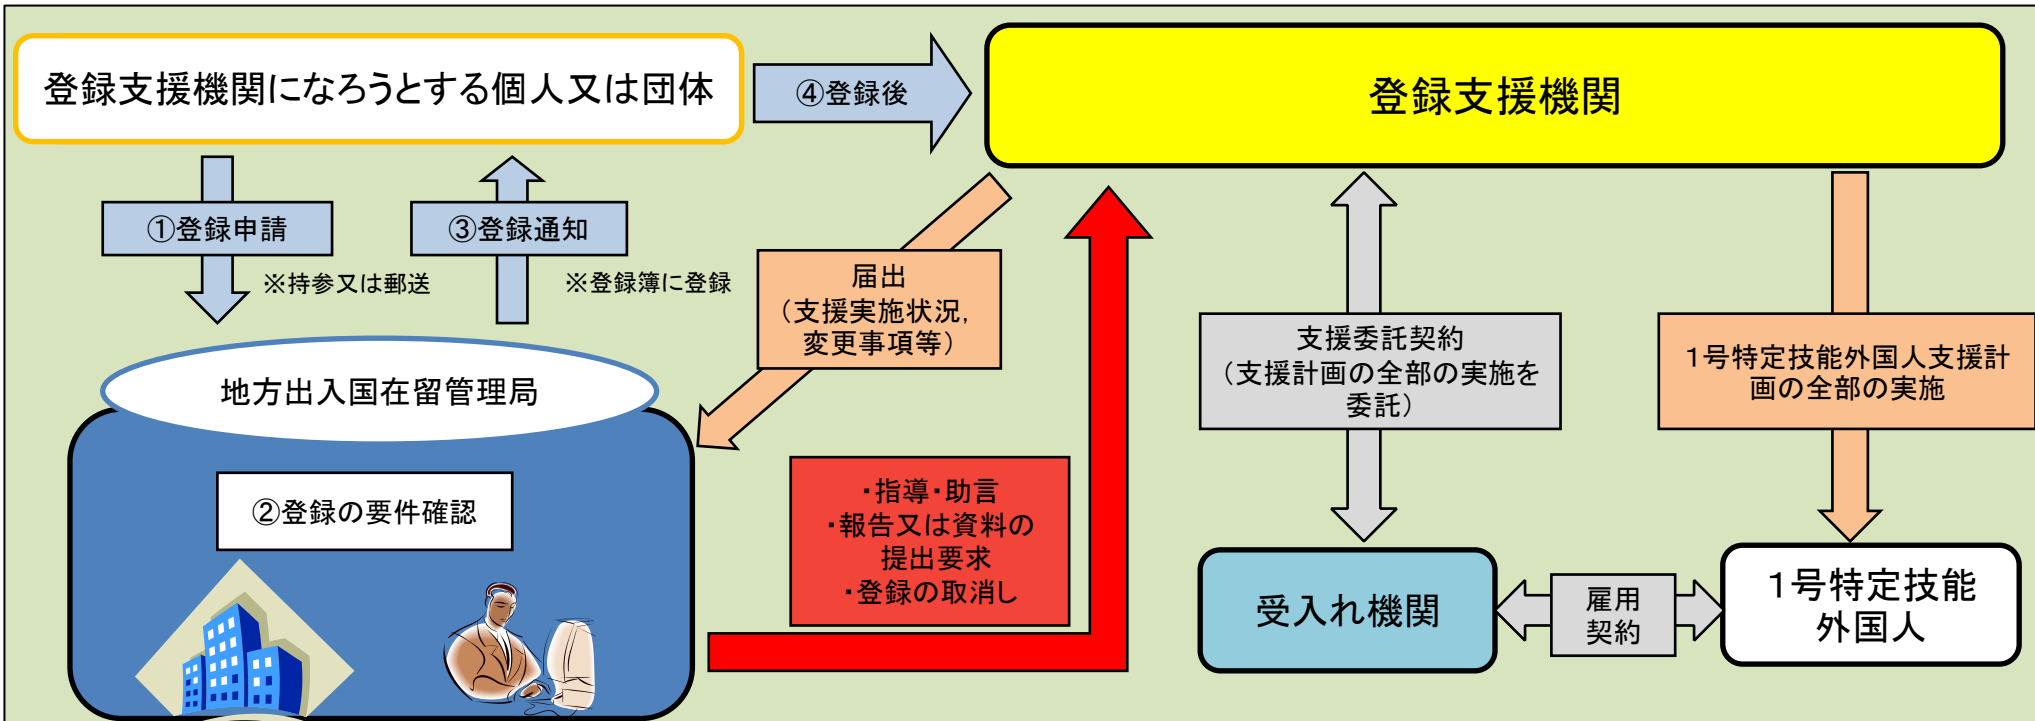 登録支援機関になろうとする個人又は団体
④登録後
登録支援機関
①登録申請
※持参又は郵送
③登録通知
※登録簿に登録
届出
（支援実施状況，
変更事項等）
支援委託契約
（支援計画の全部の実施を
委託）
１号特定技能外国人支援計
画の全部の実施
地方出入国在留管理局
②登録の要件確認
・指導・助言
・報告又は資料の
提出要求
・登録の取消し
受入れ機関
雇用
契約
１号特定技能
外国人